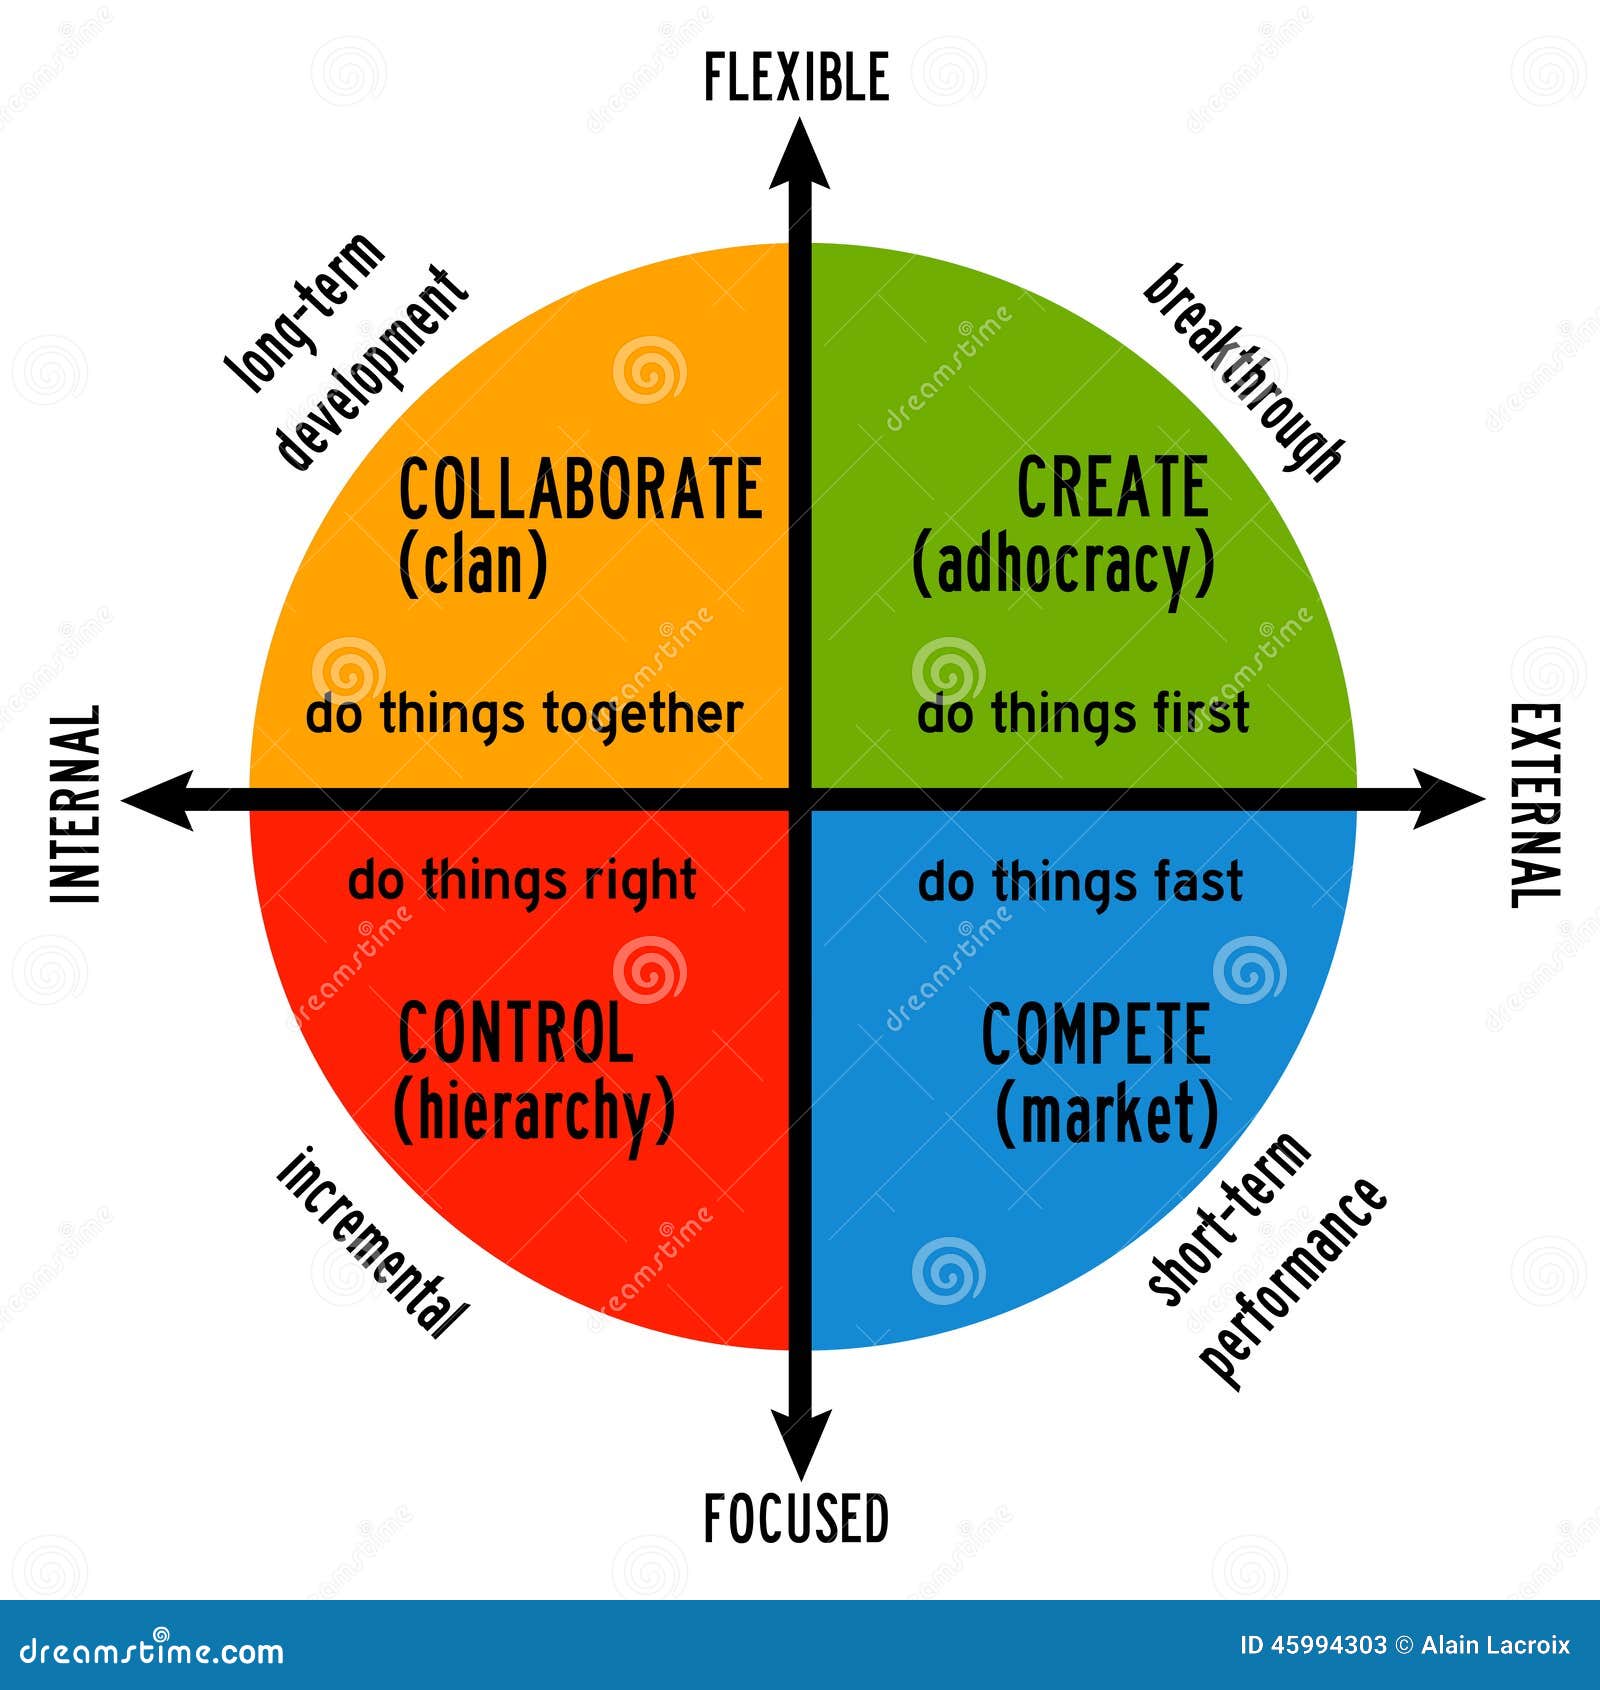 FLEXIBLE
long-term
development
breakthrough
COLLABORATE
(clan)
do things together
CREATE
(adhocracy)
do things first
INTERNAL
EXTERNAL
do things right
CONTROL
(hierarchy)
do things fast
COMPETE
(market)
incremental
short-term
performance
FOCUSED
dreamstime.com
ID 45994303 © Alain Lacroix